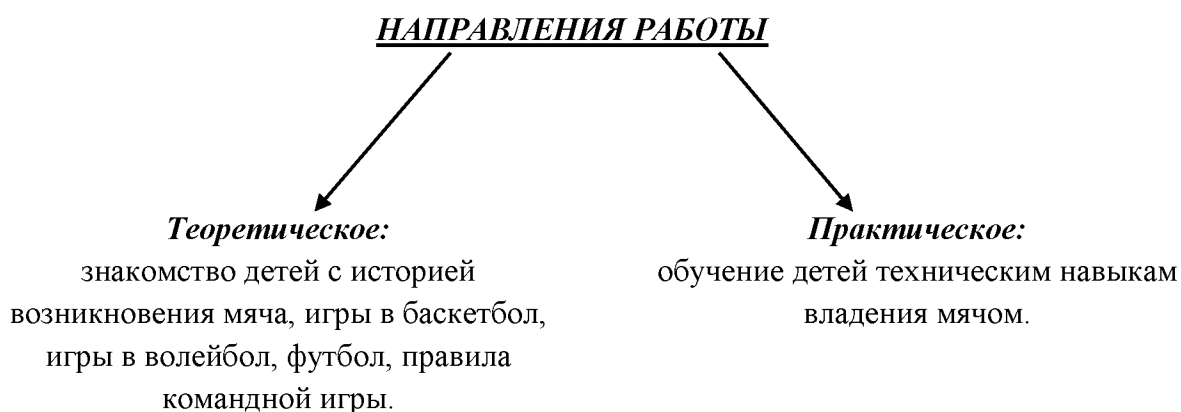 НАПРАВЛЕНИЯ РАБОТЫ
Теоретическое:
знакомство детей с историей
возникновения мяча, игры в баскетбол,
игры в волейбол, футбол, правила
командной игры.
Практическое:
обучение детей техническим навыкам
владения мячом.